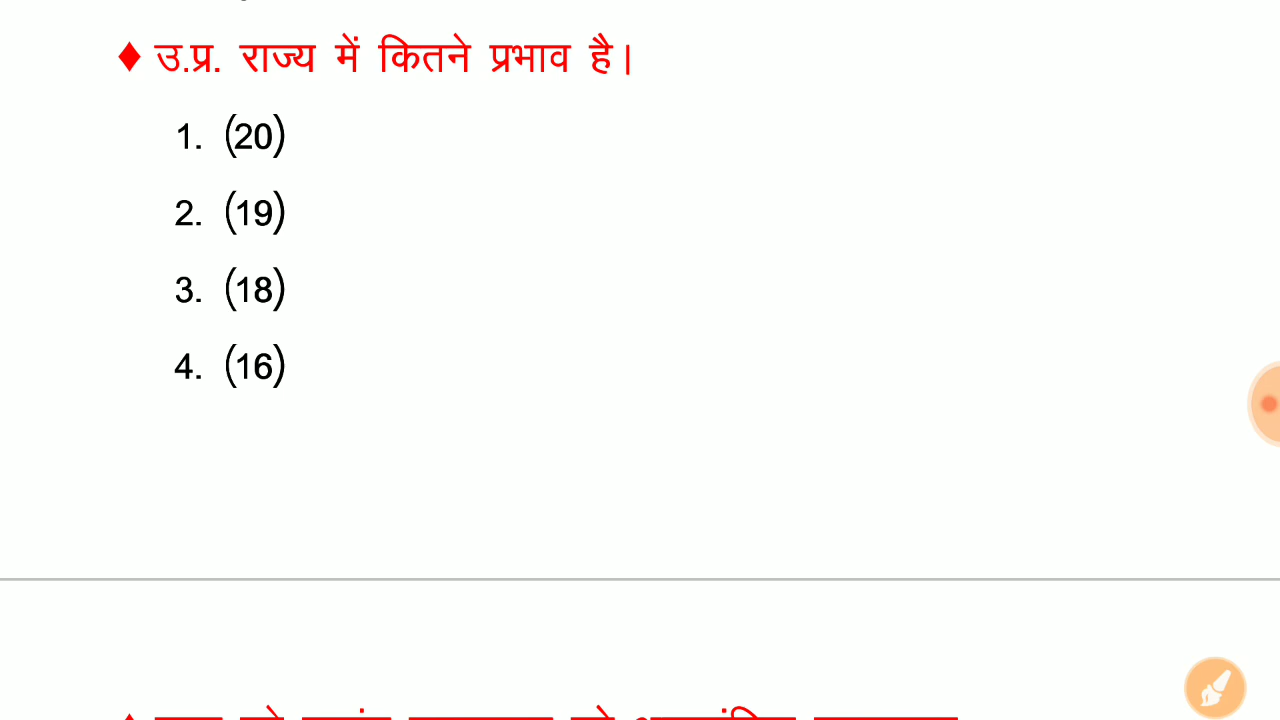 ♦ उ.प्र. राज्य में कितने प्रभाव है।
1. (20)
2. (19)
3. (18)
4. (16)